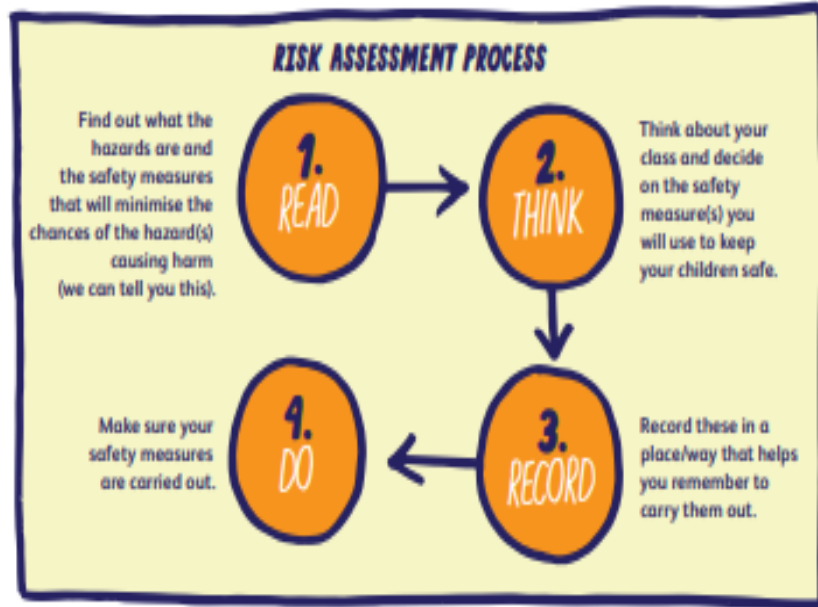 RISK ASSESSMENT PROCESS
Find out what the
hazards are and
the safety measures
that will minimise the
chances of the hazard(s)
causing harm
(we can tell you this).
1.
READ
2.
THINK
Think about your
class and decide
on the safety
measure(s) you
will use to keep
your children safe.
3.
RECORD
Record these in a
place/way that helps
you remember to
carry them out.
4.
DO
Make sure your
safety measures
are carried out.